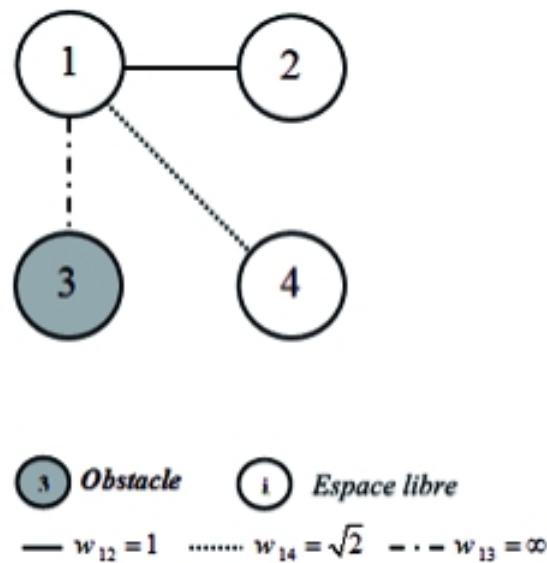 1 2
3 4
3 Obstacle i Espace libre
w₁₂ = 1 w₁₄ = √2 w₁₃ = ∞